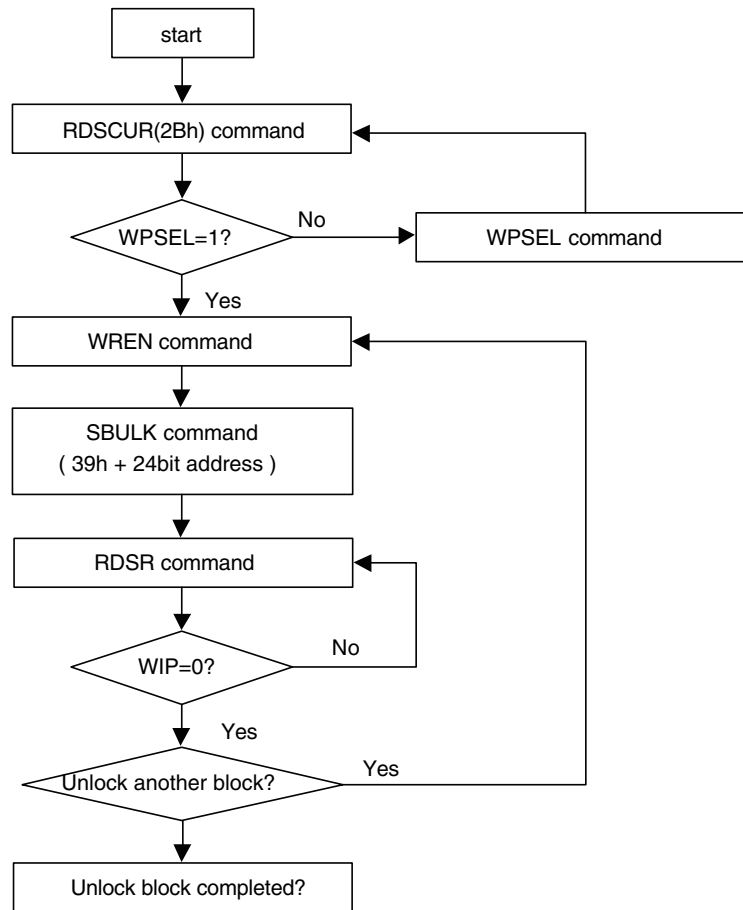 start
RDSCUR(2Bh) command
WPSEL=1?
No
WPSEL command
Yes
WREN command
SBULK command
( 39h + 24bit address )
RDSR command
WIP=0?
No
Yes
Unlock another block?
Yes
Unlock block completed?